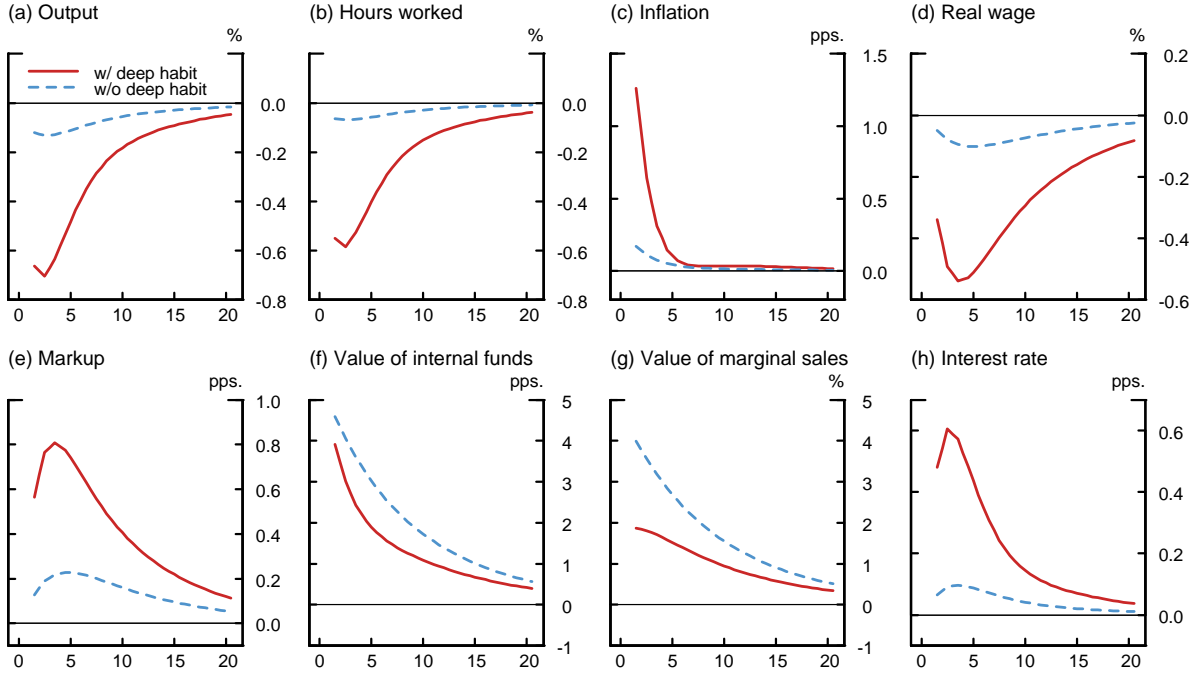 (a) Output
%
w/ deep habit
w/o deep habit
0.0
-0.2
-0.4
-0.6
-0.8
0 5 10 15 20
(b) Hours worked
%
0.0
-0.2
-0.4
-0.6
-0.8
0 5 10 15 20
(c) Inflation
pps.
1.5
1.0
0.5
0.0
0 5 10 15 20
(d) Real wage
%
0.2
0.0
-0.2
-0.4
-0.6
0 5 10 15 20
(e) Markup
pps.
1.0
0.8
0.6
0.4
0.2
0.0
0 5 10 15 20
(f) Value of internal funds
pps.
5
4
3
2
1
0
-1
0 5 10 15 20
(g) Value of marginal sales
%
5
4
3
2
1
0
-1
0 5 10 15 20
(h) Interest rate
pps.
0.6
0.4
0.2
0.0
0 5 10 15 20